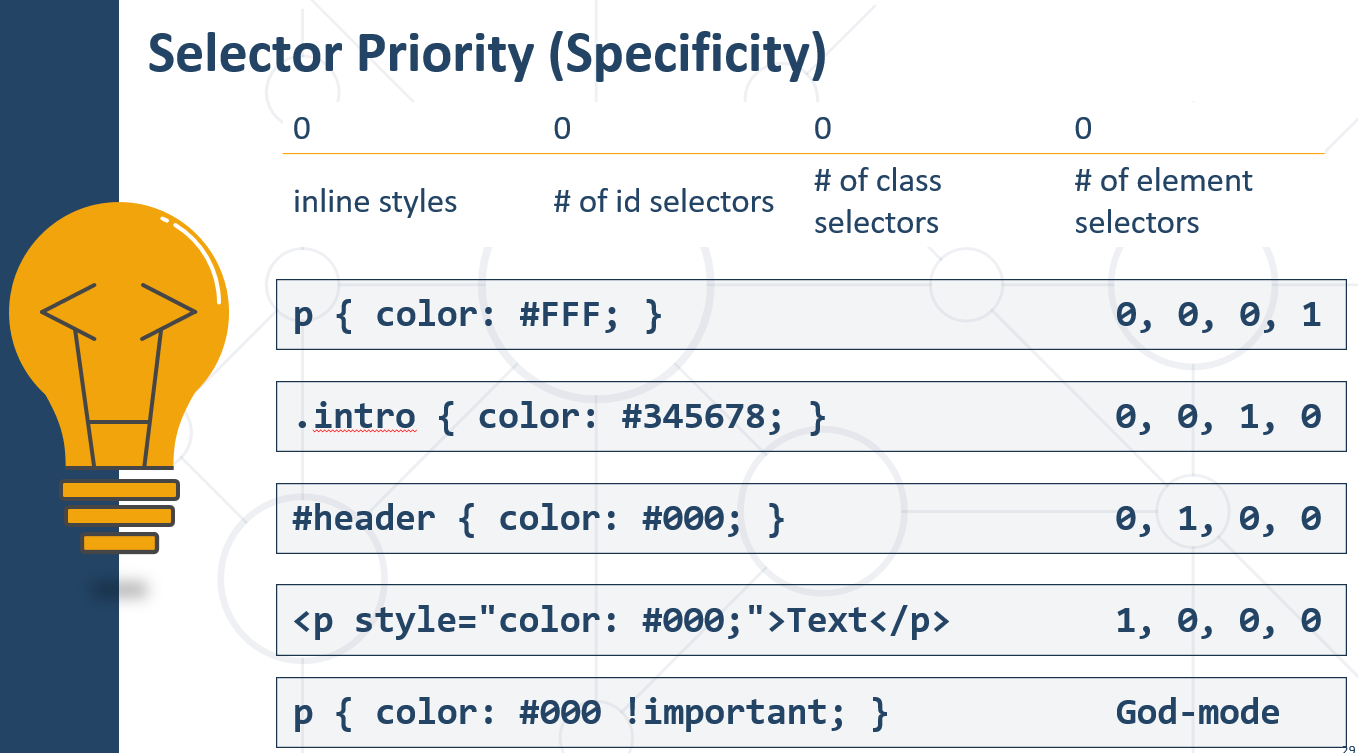 Selector Priority (Specificity)
0 0 0 0
inline styles # of id selectors # of class selectors # of element selectors
p { color: #FFF; } 0, 0, 0, 1
.intro { color: #345678; } 0, 0, 1, 0
#header { color: #000; } 0, 1, 0, 0
<p style="color: #000;">Text</p> 1, 0, 0, 0
p { color: #000 !important; } God-mode
29